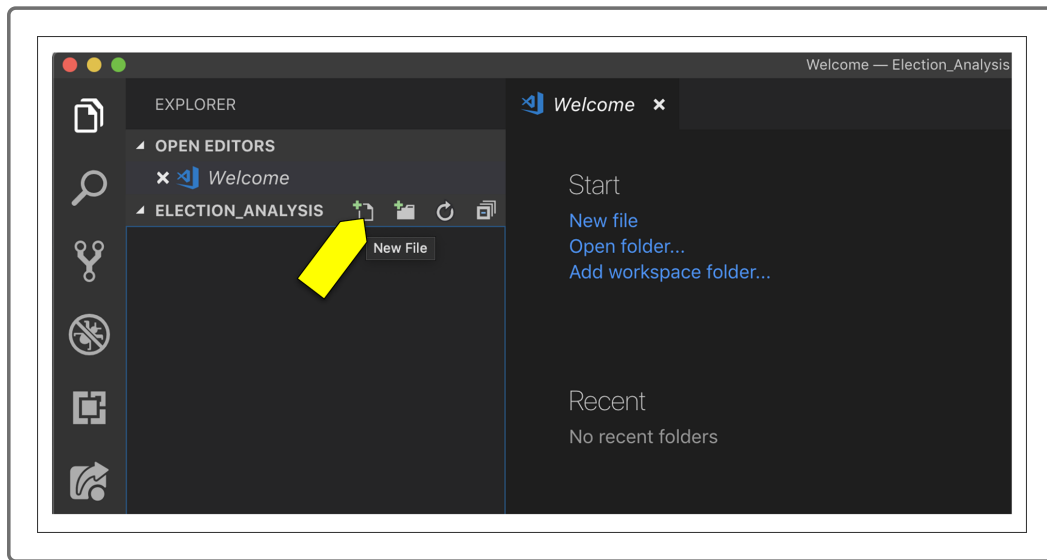 Welcome — Election_Analysis
EXPLORER
OPEN EDITORS
Welcome
ELECTION_ANALYSIS
New File
Welcome
Start
New file
Open folder...
Add workspace folder...
Recent
No recent folders